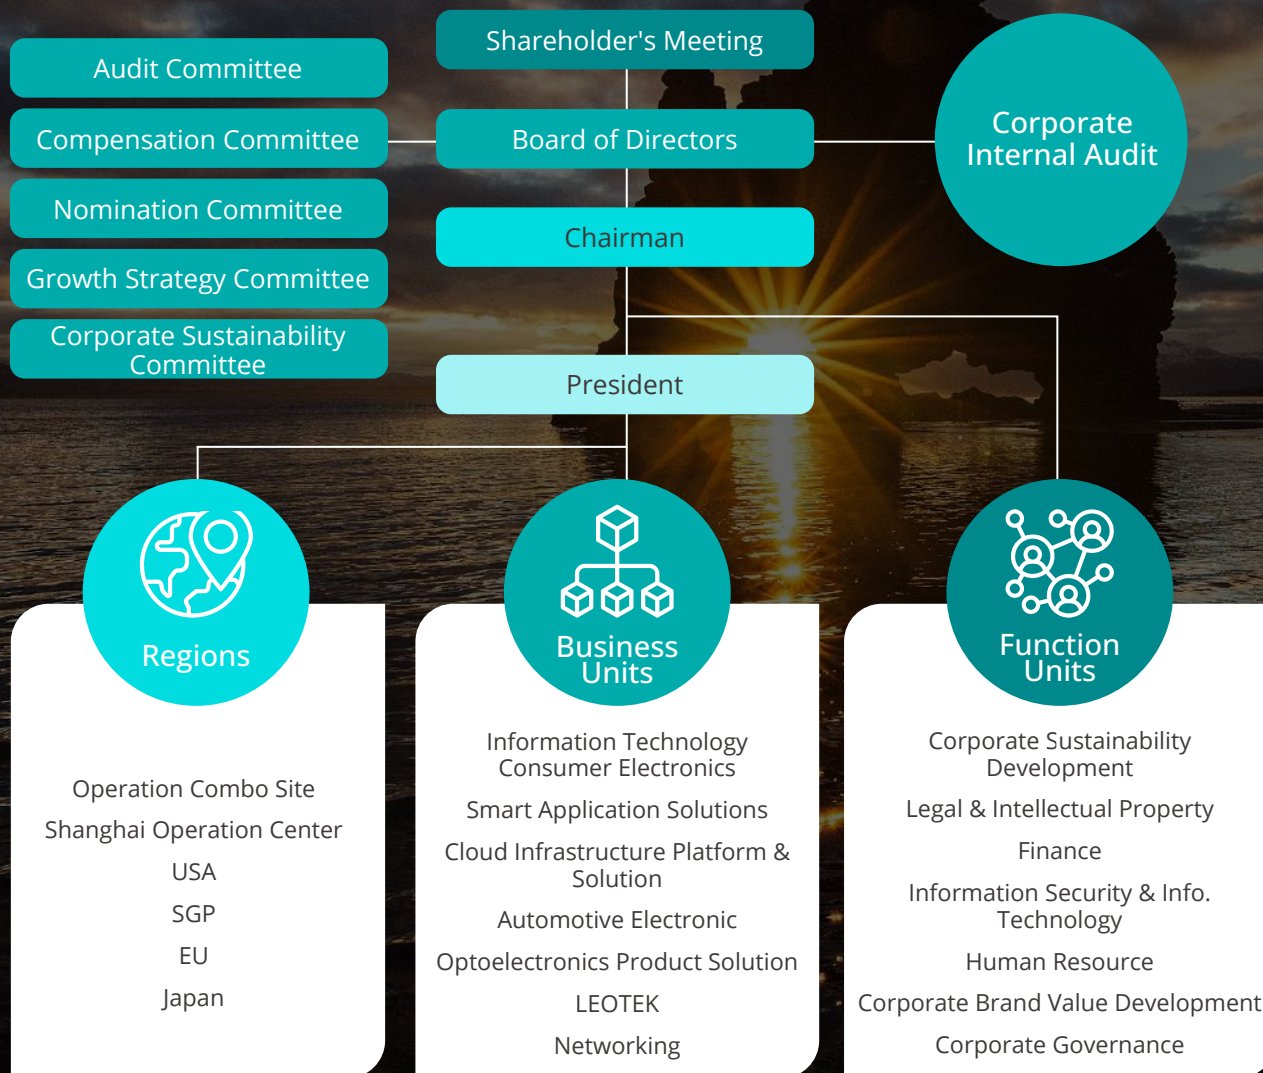 Shareholder's Meeting
Audit Committee
Compensation Committee
Nomination Committee
Growth Strategy Committee
Corporate Sustainability
Committee
Board of Directors
Corporate
Internal Audit
Chairman
President
Regions
Operation Combo Site
Shanghai Operation Center
USA
SGP
EU
Japan
Business
Units
Information Technology
Consumer Electronics
Smart Application Solutions
Cloud Infrastructure Platform &
Solution
Automotive Electronic
Optoelectronics Product Solution
LEOTEK
Networking
Function
Units
Corporate Sustainability
Development
Legal & Intellectual Property
Finance
Information Security & Info.
Technology
Human Resource
Corporate Brand Value Development
Corporate Governance